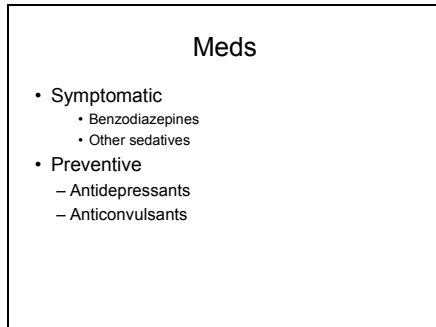 Meds
• Symptomatic
• Benzodiazepines
• Other sedatives
• Preventive
– Antidepressants
– Anticonvulsants